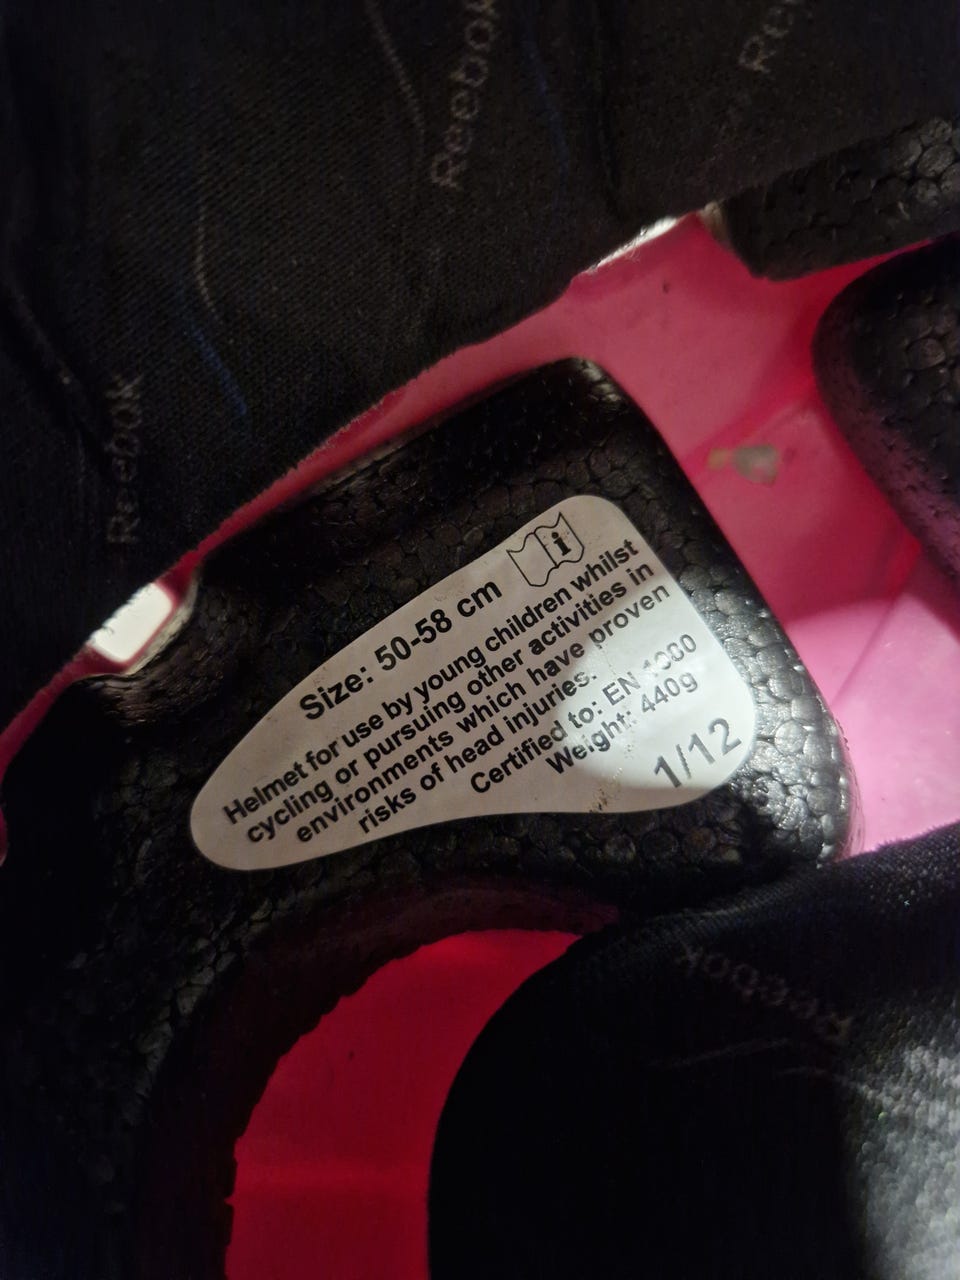 Reebok
Reebok
Size: 50-58 cm
i
Helmet for use by young children whilst
cycling or pursuing other activities in
environments which have proven
risks of head injuries.
Certified to: EN 1080
Weight: 440g
1/12
Reebok
Reebok